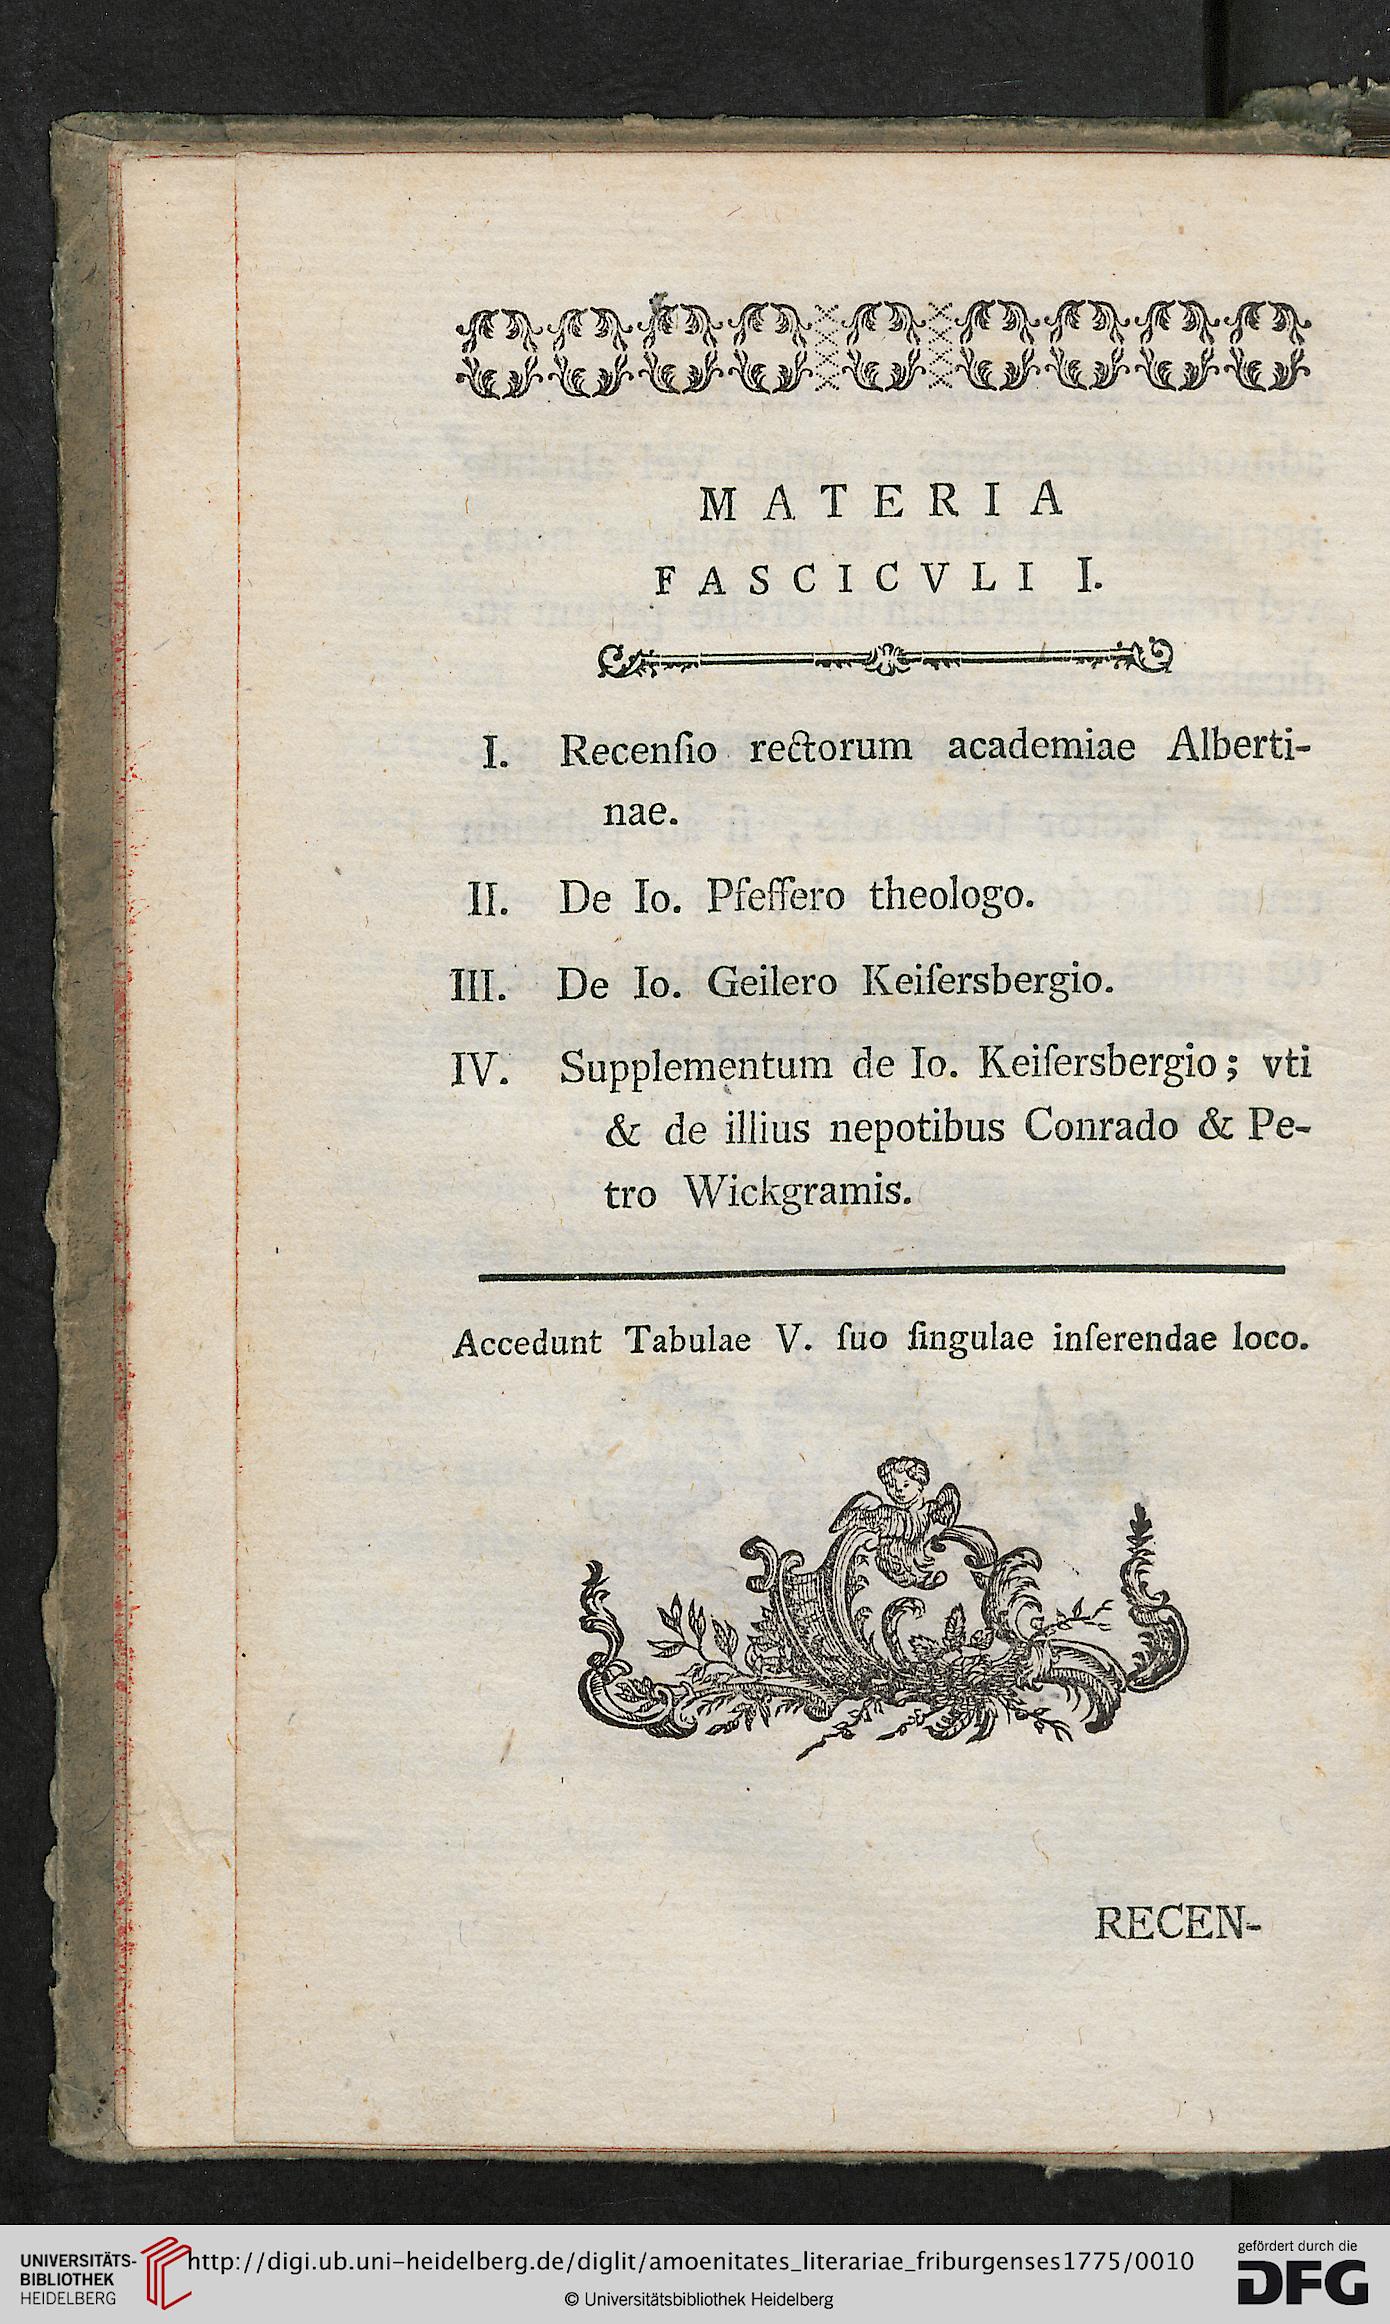 MATERIA
FASCICVLI I.
I. Recenſio rectorum academiae Alberti-
nae.
II. De Io. Pfeffero theologo.
III. De Io. Geilero Keiſersbergio.
IV. Supplementum de Io. Keiſersbergio; vti
& de illius nepotibus Conrado & Pe-
tro Wickgramis.
Accedunt Tabulae V. ſuo ſingulae inſerendae loco.
RECEN-
UNIVERSITÄTS-
BIBLIOTHEK
HEIDELBERG
http://digi.ub.uni-heidelberg.de/diglit/amoenitates_literariae_friburgenses1775/0010
© Universitätsbibliothek Heidelberg
gefördert durch die
DFG